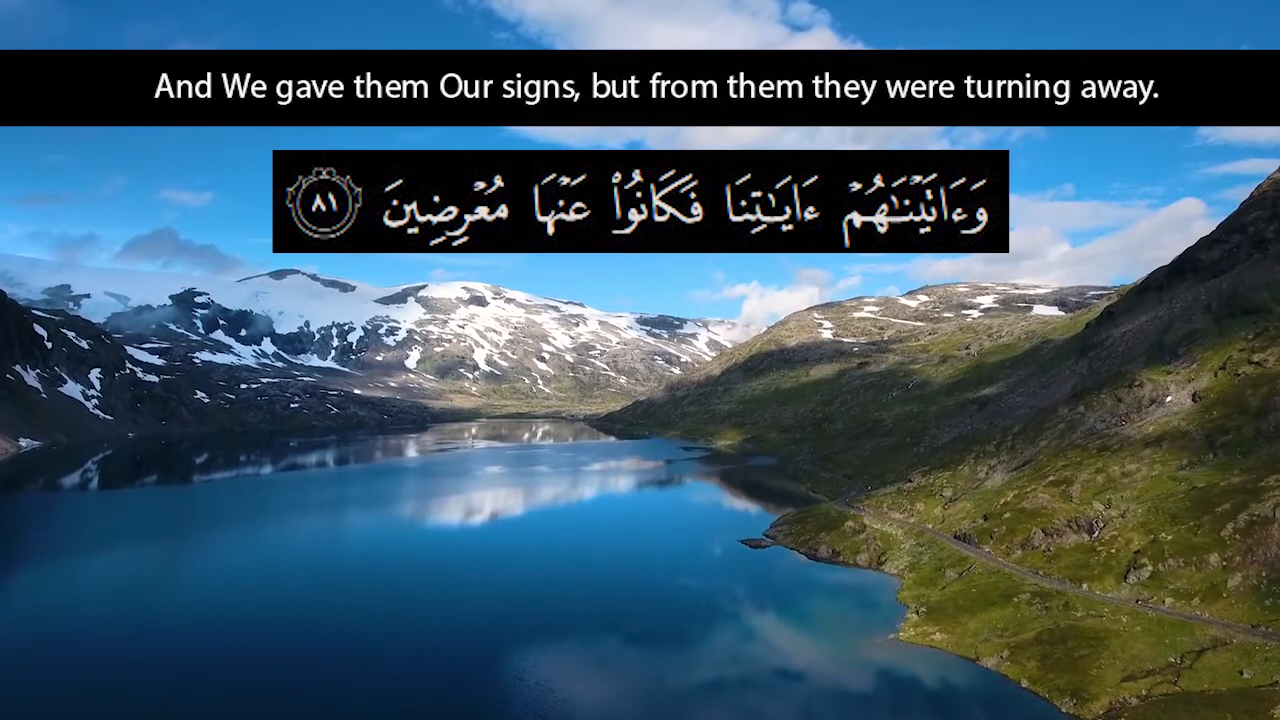 And We gave them Our signs, but from them they were turning away.
وَءَاتَيْنَٰهُمْ ءَايَٰتِنَا فَكَانُوا۟ عَنْهَا مُعْرِضِينَ ٨١